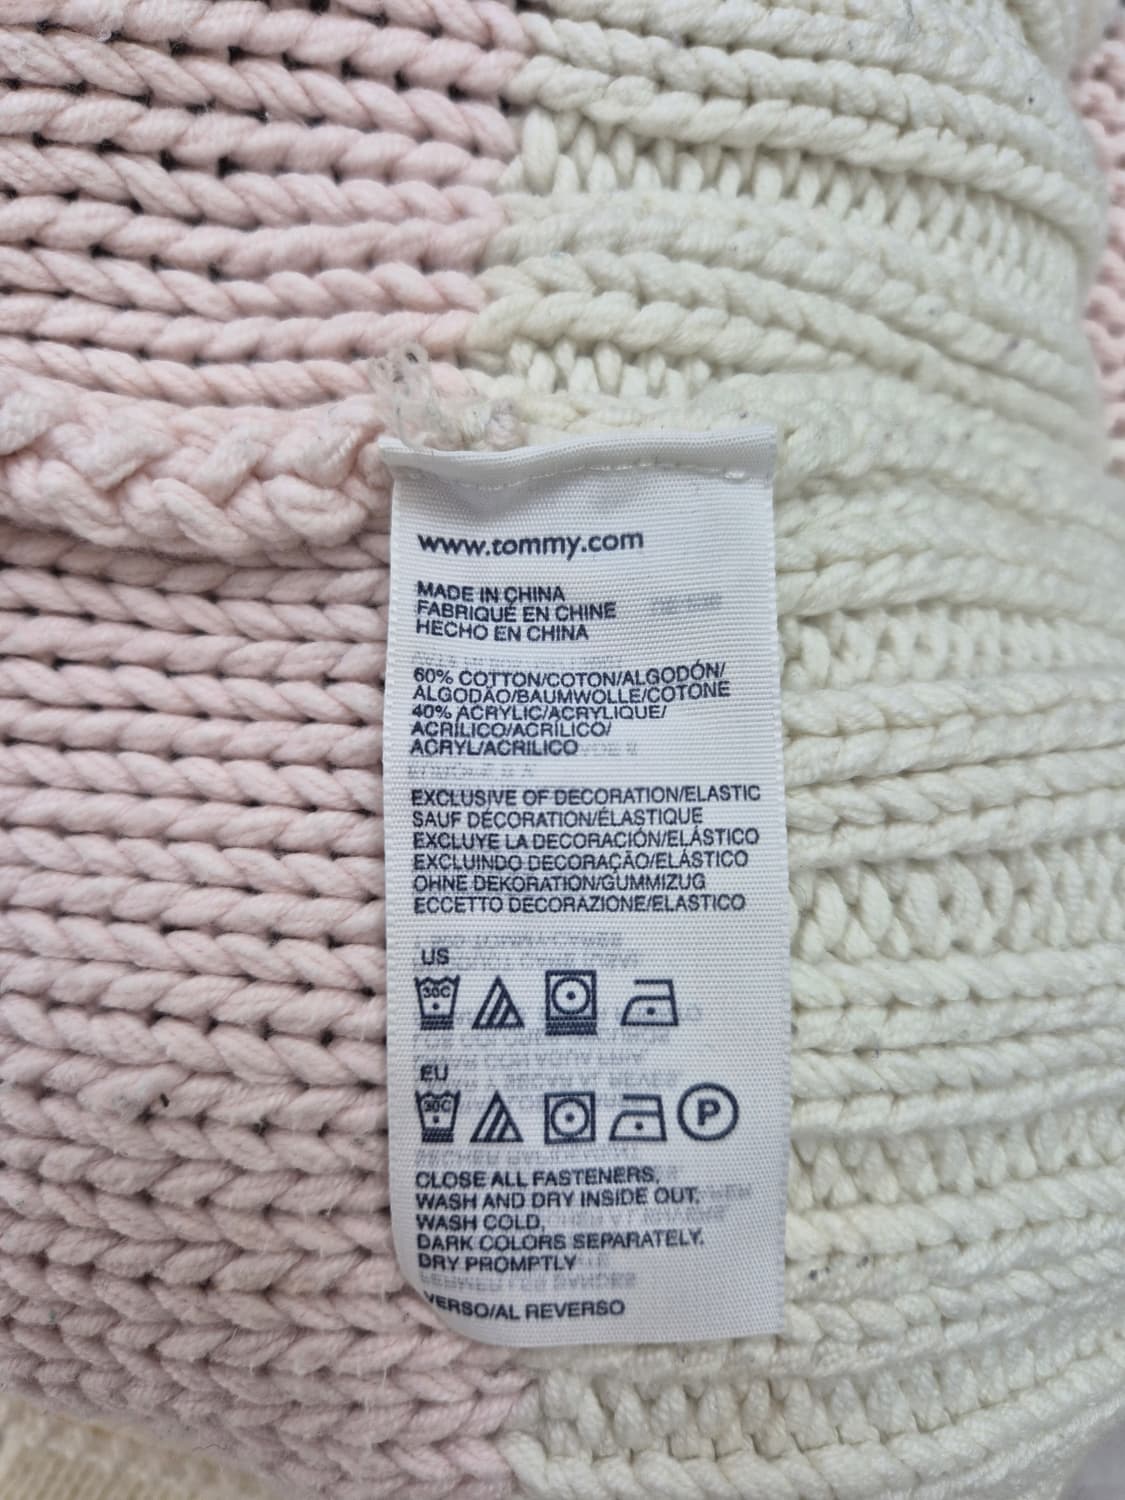 www.tommy.com
MADE IN CHINA
FABRIQUÉ EN CHINE
HECHO EN CHINA
60% COTTON/COTON/ALGODÓN/
ALGODÃO/BAUMWOLLE/COTONE
40% ACRYLIC/ACRYLIQUE/
ACRÍLICO/ACRÍLICO/
ACRYL/ACRILICO
EXCLUSIVE OF DECORATION/ELASTIC
SAUF DÉCORATION/ÉLASTIQUE
EXCLUYE LA DECORACIÓN/ELÁSTICO
EXCLUINDO DECORAÇÃO/ELÁSTICO
OHNE DEKORATION/GUMMIZUG
ECCETTO DECORAZIONE/ELASTICO
US
30C
EU
30C P
CLOSE ALL FASTENERS,
WASH AND DRY INSIDE OUT,
WASH COLD,
DARK COLORS SEPARATELY,
DRY PROMPTLY
VERSO/AL REVERSO